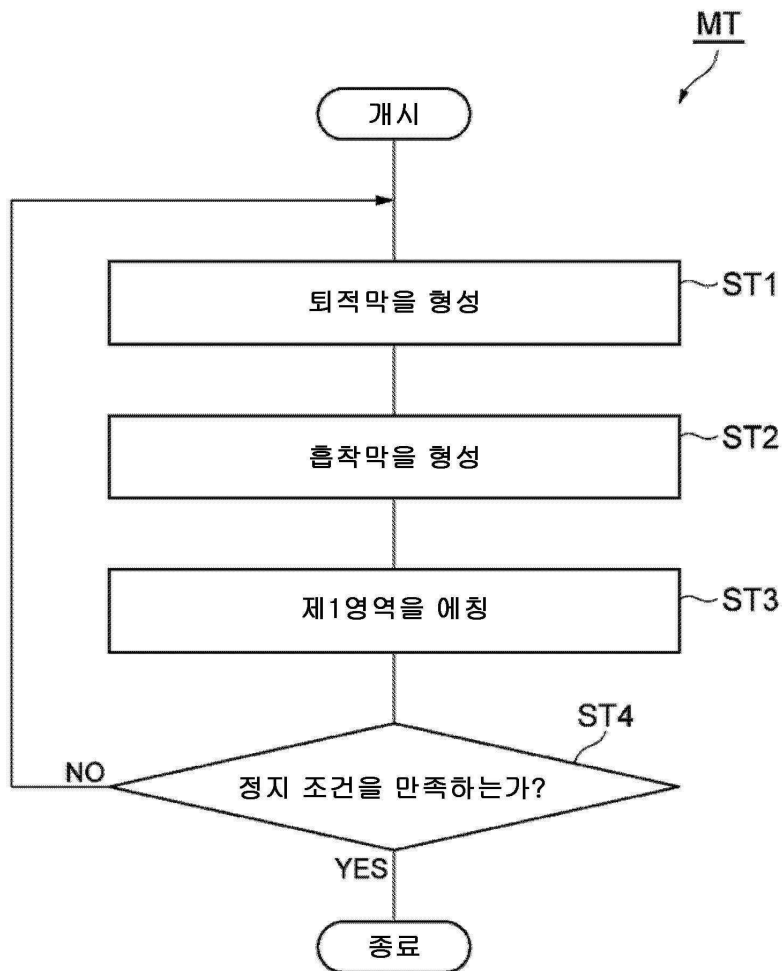 MT
개시
퇴적막을 형성
ST1
흡착막을 형성
ST2
제1영역을 에칭
ST3
ST4
정지 조건을 만족하는가?
NO
YES
종료